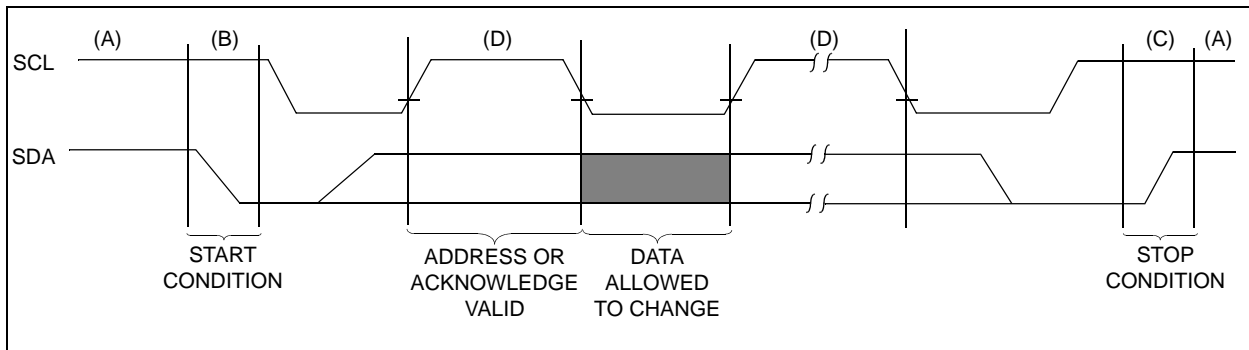 (A) (B) (D) (D) (C) (A)
SCL
SDA
START
CONDITION
ADDRESS OR
ACKNOWLEDGE
VALID
DATA
ALLOWED
TO CHANGE
STOP
CONDITION